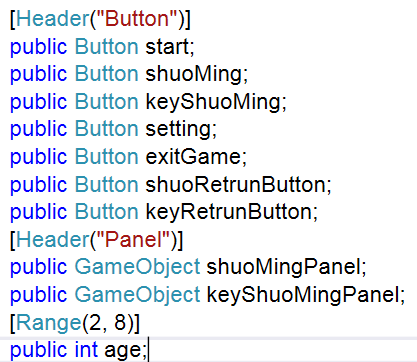 [Header("Button")]
public Button start;
public Button shuoMing;
public Button keyShuoMing;
public Button setting;
public Button exitGame;
public Button shuoRetrunButton;
public Button keyRetrunButton;
[Header("Panel")]
public GameObject shuoMingPanel;
public GameObject keyShuoMingPanel;
[Range(2, 8)]
public int age;